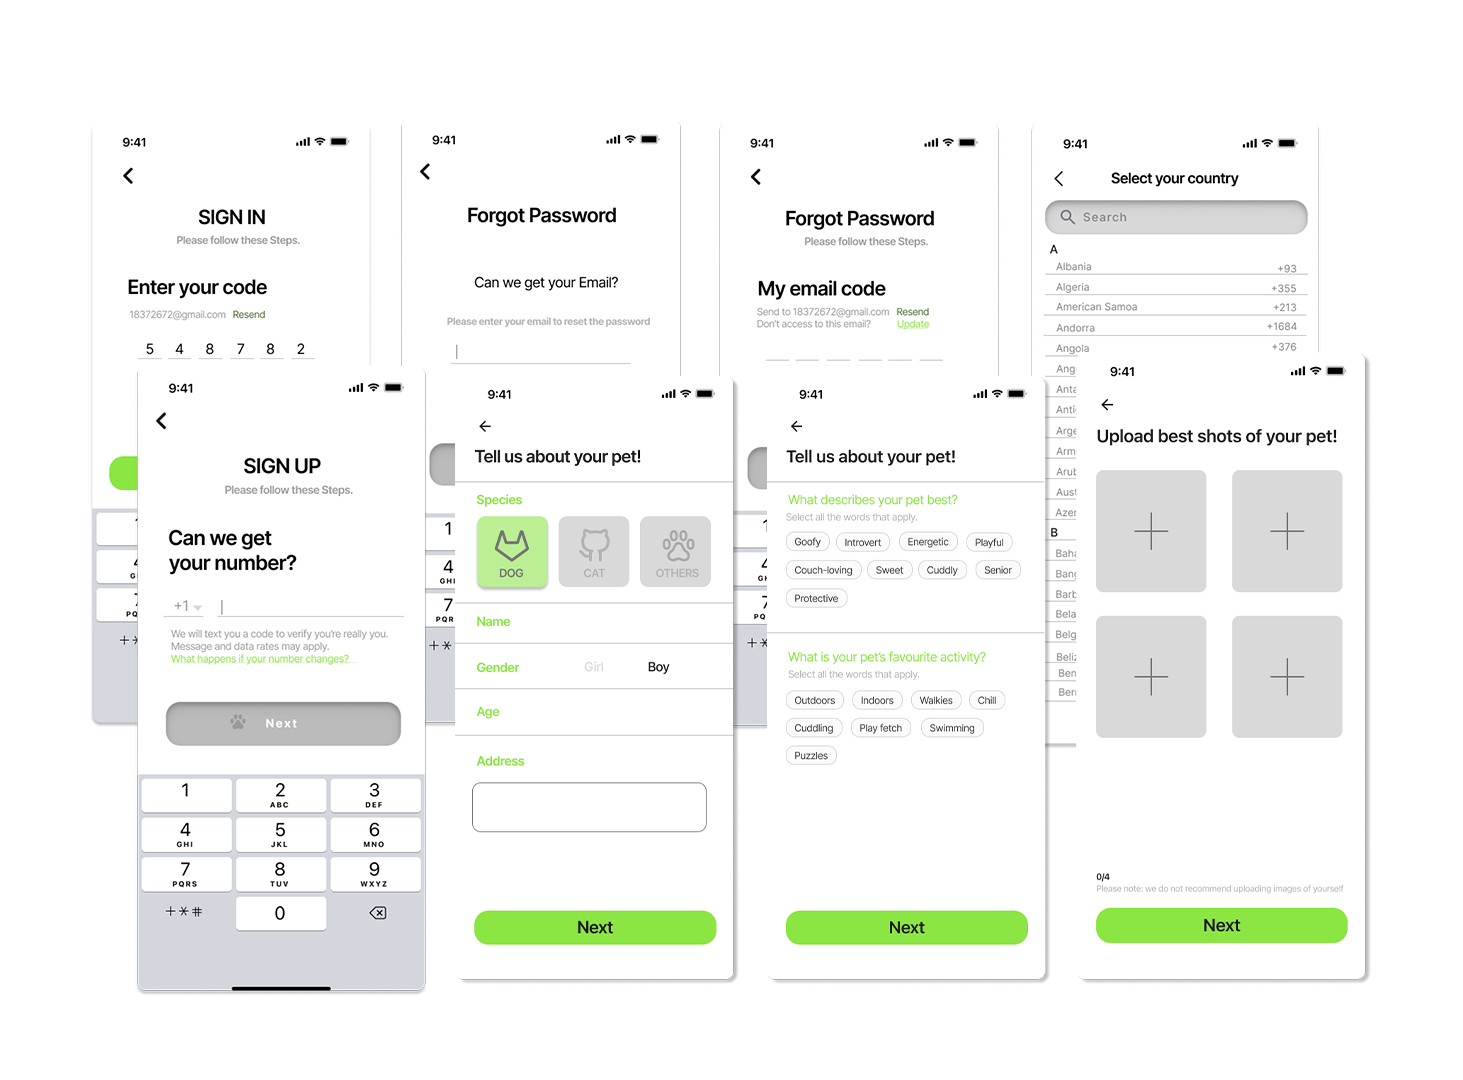 9:41
SIGN IN
Please follow these Steps.
Enter your code
18372672@gmail.com Resend
5 4 8 7 8 2
9:41
Forgot Password
Can we get your Email?
Please enter your email to reset the password
9:41
Forgot Password
Please follow these Steps.
My email code
Send to 18372672@gmail.com Resend
Don't access to this email? Update
9:41
Select your country
Search
A
Albania +93
Algeria +355
American Samoa +213
Andorra +1684
Angola +376
Ang
Anta
Anti
Arge
Arm
Arub
Aust
Azer
B
Baha
Bang
Barb
Bela
Belg
Beliz
Ben
Ber
9:41
SIGN UP
Please follow these Steps.
Can we get
your number?
+1
We will text you a code to verify you're really you.
Message and data rates may apply.
What happens if your number changes?
Next
1 2 3
ABC DEF
4 5 6
GHI JKL MNO
7 8 9
PQRS TUV WXYZ
+*# 0
1
4
GHI
7
PQR
+*
9:41
Tell us about your pet!
Species
DOG CAT OTHERS
Name
Gender Girl Boy
Age
Address
Next
9:41
Tell us about your pet!
What describes your pet best?
Select all the words that apply.
Goofy Introvert Energetic Playful
Couch-loving Sweet Cuddly Senior
Protective
What is your pet's favourite activity?
Select all the words that apply.
Outdoors Indoors Walkies Chill
Cuddling Play fetch Swimming
Puzzles
Next
9:41
Upload best shots of your pet!
0/4
Please note: we do not recommend uploading images of yourself
Next